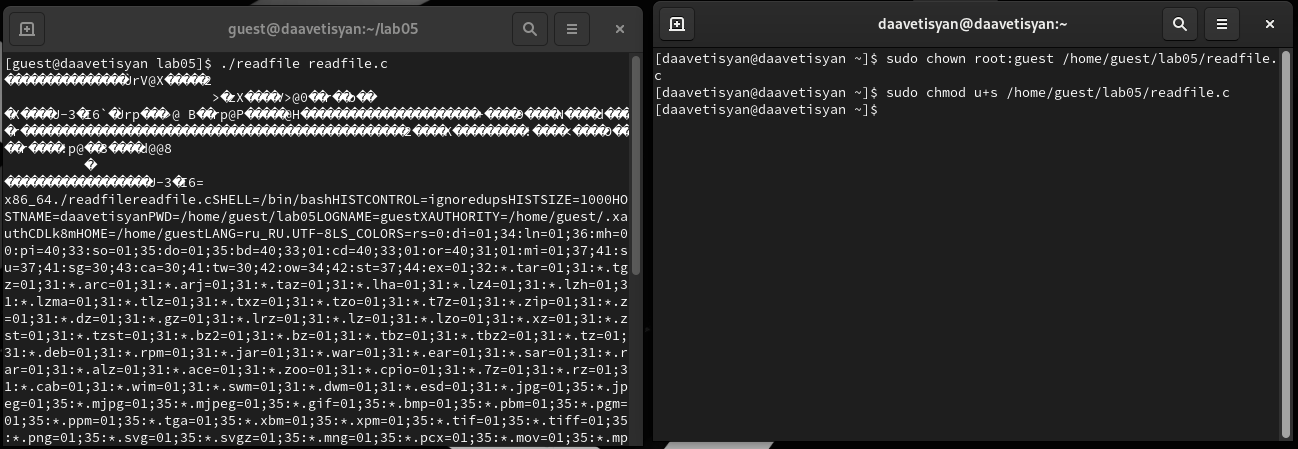 guest@daavetisyan:~/lab05
[guest@daavetisyan lab05]$ ./readfile readfile.c
x86_64./readfilereadfile.cSHELL=/bin/bashHISTCONTROL=ignoredupsHISTSIZE=1000HO
STNAME=daavetisyanPWD=/home/guest/lab05LOGNAME=guestXAUTHORITY=/home/guest/.xa
uthCDLk8mHOME=/home/guestLANG=ru_RU.UTF-8LS_COLORS=rs=0:di=01;34:ln=01;36:mh=0
0:pi=40;33:so=01;35:do=01;35:bd=40;33;01:cd=40;33;01:or=40;31;01:mi=01;37;41:s
u=37;41:sg=30;43:ca=30;41:tw=30;42:ow=34;42:st=37;44:ex=01;32:*.tar=01;31:*.tg
z=01;31:*.arc=01;31:*.arj=01;31:*.taz=01;31:*.lha=01;31:*.lz4=01;31:*.lzh=01;3
1:*.lzma=01;31:*.tlz=01;31:*.txz=01;31:*.tzo=01;31:*.t7z=01;31:*.zip=01;31:*.z
=01;31:*.dz=01;31:*.gz=01;31:*.lrz=01;31:*.lz=01;31:*.lzo=01;31:*.xz=01;31:*.z
st=01;31:*.tzst=01;31:*.bz2=01;31:*.bz=01;31:*.tbz=01;31:*.tbz2=01;31:*.tz=01;
31:*.deb=01;31:*.rpm=01;31:*.jar=01;31:*.war=01;31:*.ear=01;31:*.sar=01;31:*.r
ar=01;31:*.alz=01;31:*.ace=01;31:*.zoo=01;31:*.cpio=01;31:*.7z=01;31:*.rz=01;3
1:*.cab=01;31:*.wim=01;31:*.swm=01;31:*.dwm=01;31:*.esd=01;31:*.jpg=01;35:*.jp
eg=01;35:*.mjpg=01;35:*.mjpeg=01;35:*.gif=01;35:*.bmp=01;35:*.pbm=01;35:*.pgm=
01;35:*.ppm=01;35:*.tga=01;35:*.xbm=01;35:*.xpm=01;35:*.tif=01;35:*.tiff=01;35
:*.png=01;35:*.svg=01;35:*.svgz=01;35:*.mng=01;35:*.pcx=01;35:*.mov=01;35:*.mp
daavetisyan@daavetisyan:~
[daavetisyan@daavetisyan ~]$ sudo chown root:guest /home/guest/lab05/readfile.
c
[daavetisyan@daavetisyan ~]$ sudo chmod u+s /home/guest/lab05/readfile.c
[daavetisyan@daavetisyan ~]$